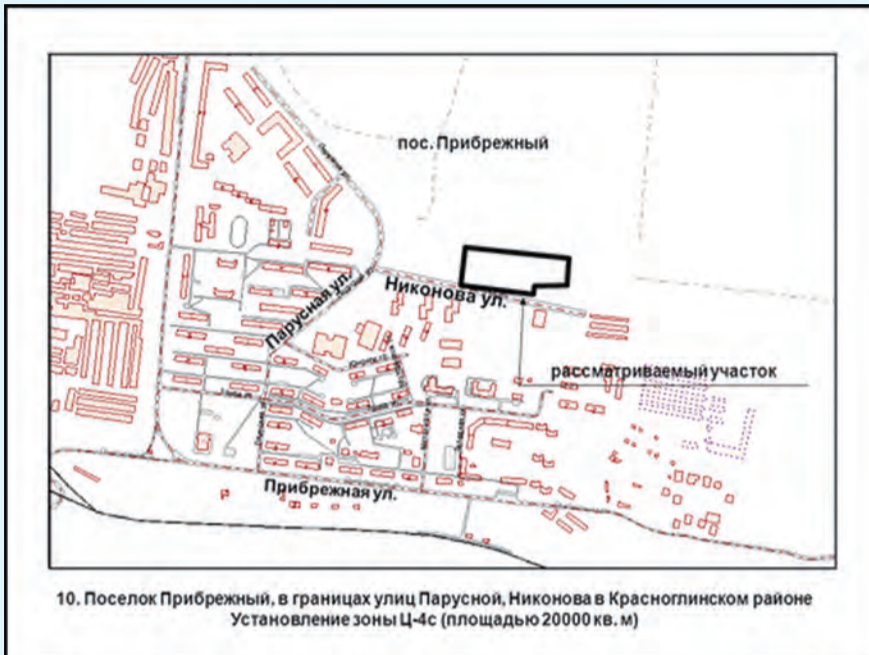 пос. Прибрежный
Никонова ул.
Парусная ул.
рассматриваемый участок
Прибрежная ул.
10. Поселок Прибрежный, в границах улиц Парусной, Никонова в Красноглинском районе
Установление зоны Ц-4с (площадью 20000 кв. м)